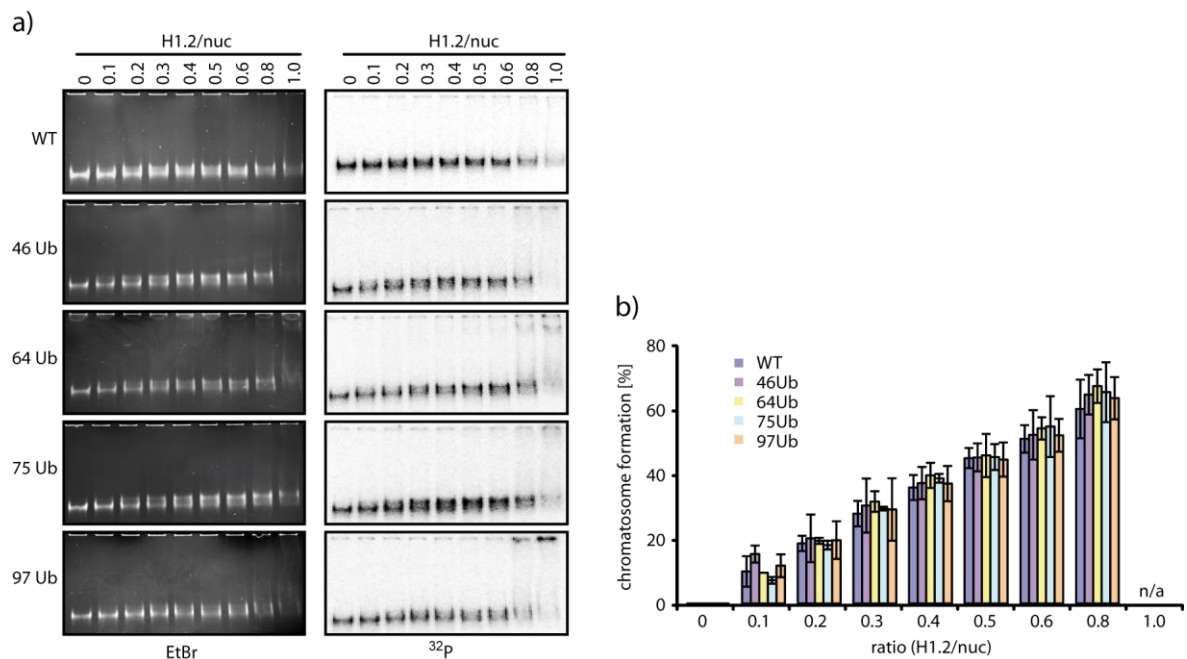 a)
H1.2/nuc
H1.2/nuc
0 0.1 0.2 0.3 0.4 0.5 0.6 0.8 1.0
0 0.1 0.2 0.3 0.4 0.5 0.6 0.8 1.0
WT
46 Ub
64 Ub
75 Ub
97 Ub
EtBr
32P
b)
80
60
40
20
0
chromatosome formation [%]
WT
46Ub
64Ub
75Ub
97Ub
n/a
0 0.1 0.2 0.3 0.4 0.5 0.6 0.8 1.0
ratio (H1.2/nuc)